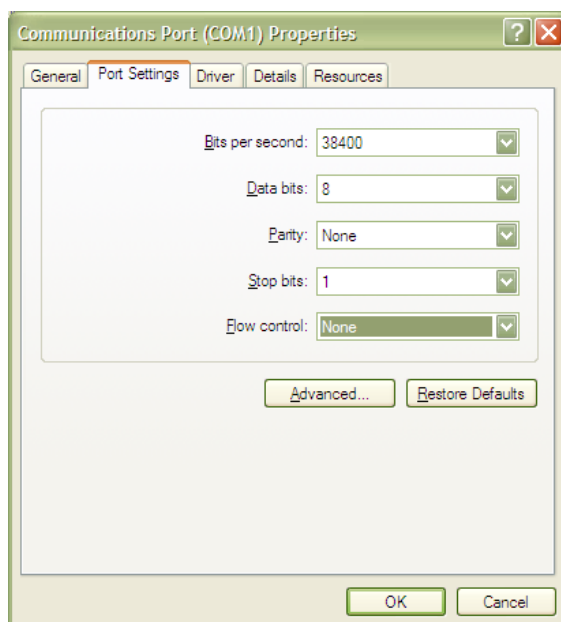 Communications Port (COM1) Properties
General Port Settings Driver Details Resources
Bits per second: 38400
Data bits: 8
Parity: None
Stop bits: 1
Flow control: None
Advanced... Restore Defaults
OK Cancel